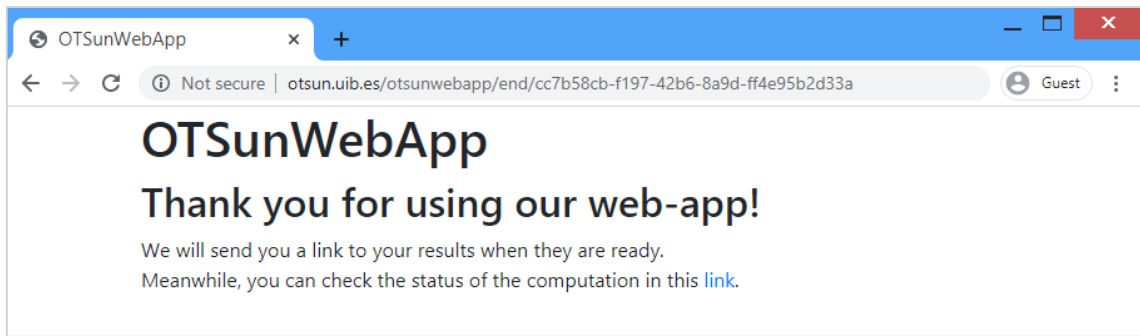 OTSunWebApp
Not secure | otsun.uib.es/otsunwebapp/end/cc7b58cb-f197-42b6-8a9d-ff4e95b2d33a
Guest
OTSunWebApp
Thank you for using our web-app!
We will send you a link to your results when they are ready.
Meanwhile, you can check the status of the computation in this link.